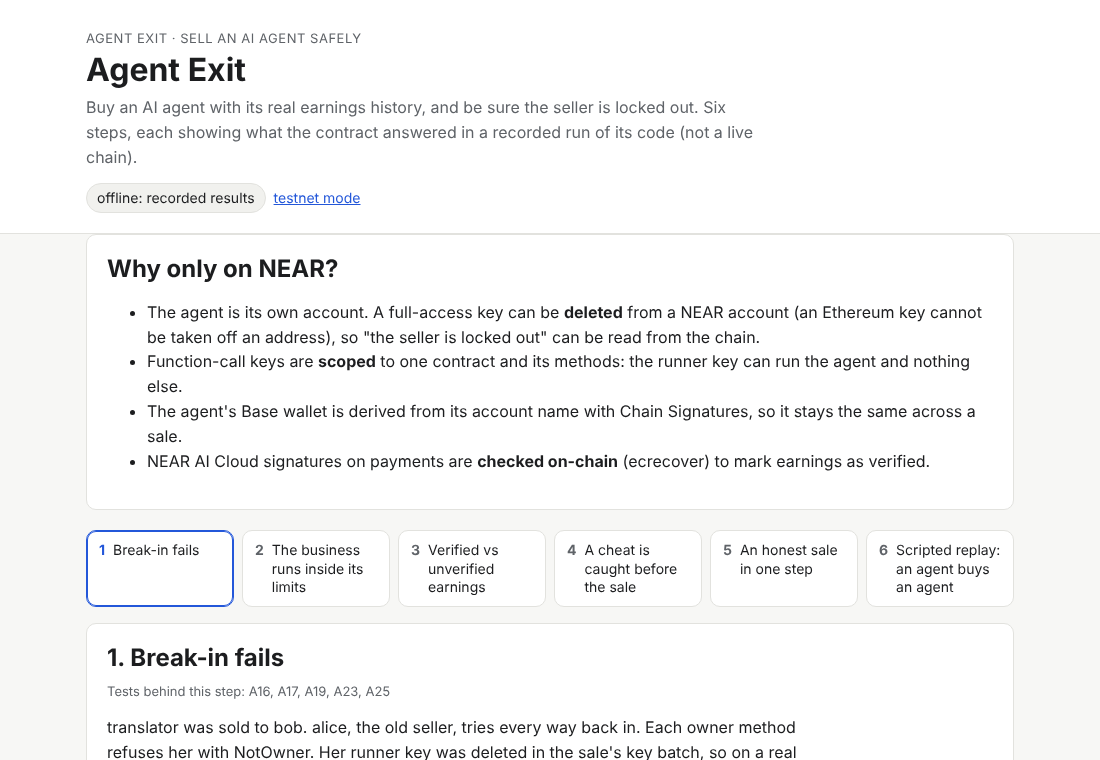 AGENT EXIT · SELL AN AI AGENT SAFELY
Agent Exit
Buy an AI agent with its real earnings history, and be sure the seller is locked out. Six
steps, each showing what the contract answered in a recorded run of its code (not a live
chain).
offline: recorded results testnet mode
Why only on NEAR?
• The agent is its own account. A full-access key can be deleted from a NEAR account (an Ethereum key cannot
be taken off an address), so "the seller is locked out" can be read from the chain.
• Function-call keys are scoped to one contract and its methods: the runner key can run the agent and nothing
else.
• The agent's Base wallet is derived from its account name with Chain Signatures, so it stays the same across a
sale.
• NEAR AI Cloud signatures on payments are checked on-chain (ecrecover) to mark earnings as verified.
1 Break-in fails
2 The business
runs inside its
limits
3 Verified vs
unverified
earnings
4 A cheat is
caught before
the sale
5 An honest sale
in one step
6 Scripted replay:
an agent buys
an agent
1. Break-in fails
Tests behind this step: A16, A17, A19, A23, A25
translator was sold to bob. alice, the old seller, tries every way back in. Each owner method
refuses her with NotOwner. Her runner key was deleted in the sale's key batch, so on a real